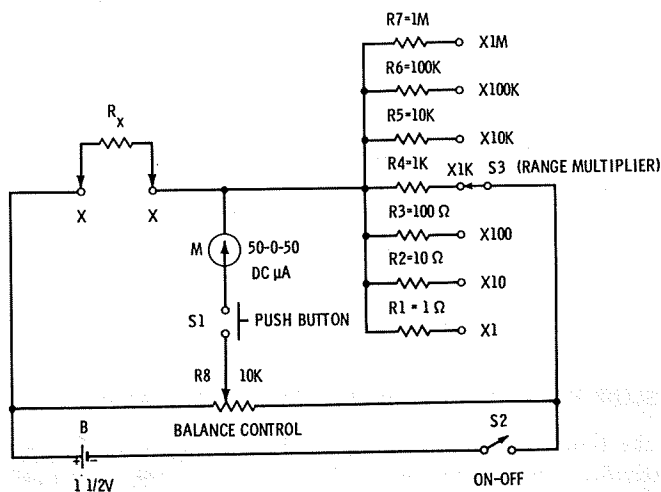 R7=1M
X1M
R6=100K
X100K
R5=10K
X10K
R4=1K
X1K
S3 (RANGE MULTIPLIER)
R3=100 Ω
X100
R2=10 Ω
X10
R1 = 1 Ω
X1
Rx
X
X
M
50-0-50
DC μA
S1
PUSH BUTTON
R8
10K
BALANCE CONTROL
B
+
-
1 1/2V
S2
ON-OFF